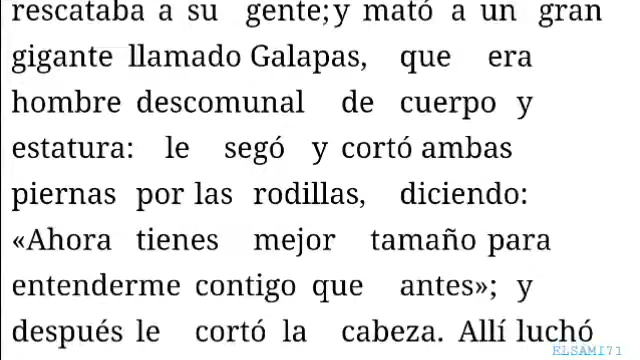 rescataba a su gente; y mató a un gran
gigante llamado Galapas, que era
hombre descomunal de cuerpo y
estatura: le segó y cortó ambas
piernas por las rodillas, diciendo:
«Ahora tienes mejor tamaño para
entenderme contigo que antes»; y
después le cortó la cabeza. Allí luchó
ELSAMI71